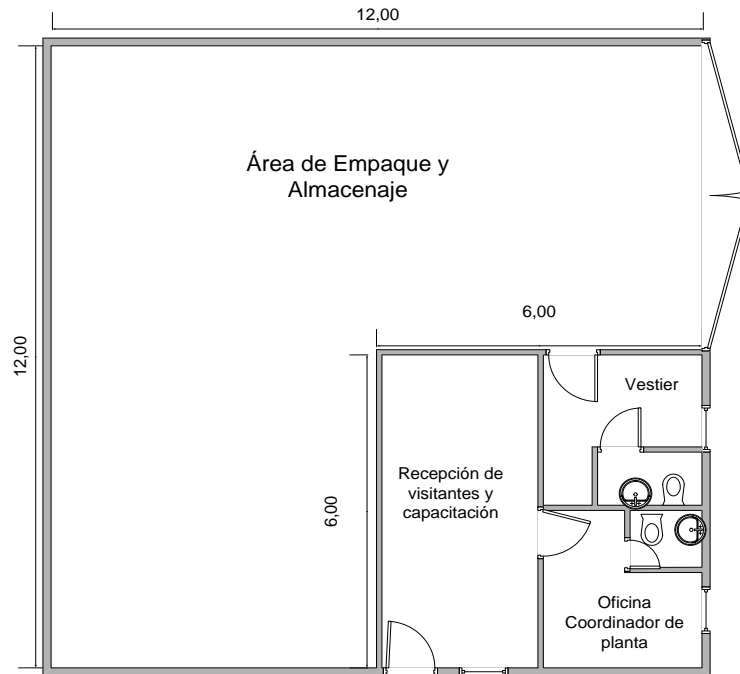 12,00
Área de Empaque y
Almacenaje
12,00
6,00
6,00
Vestier
Recepción de
visitantes y
capacitación
Oficina
Coordinador de
planta